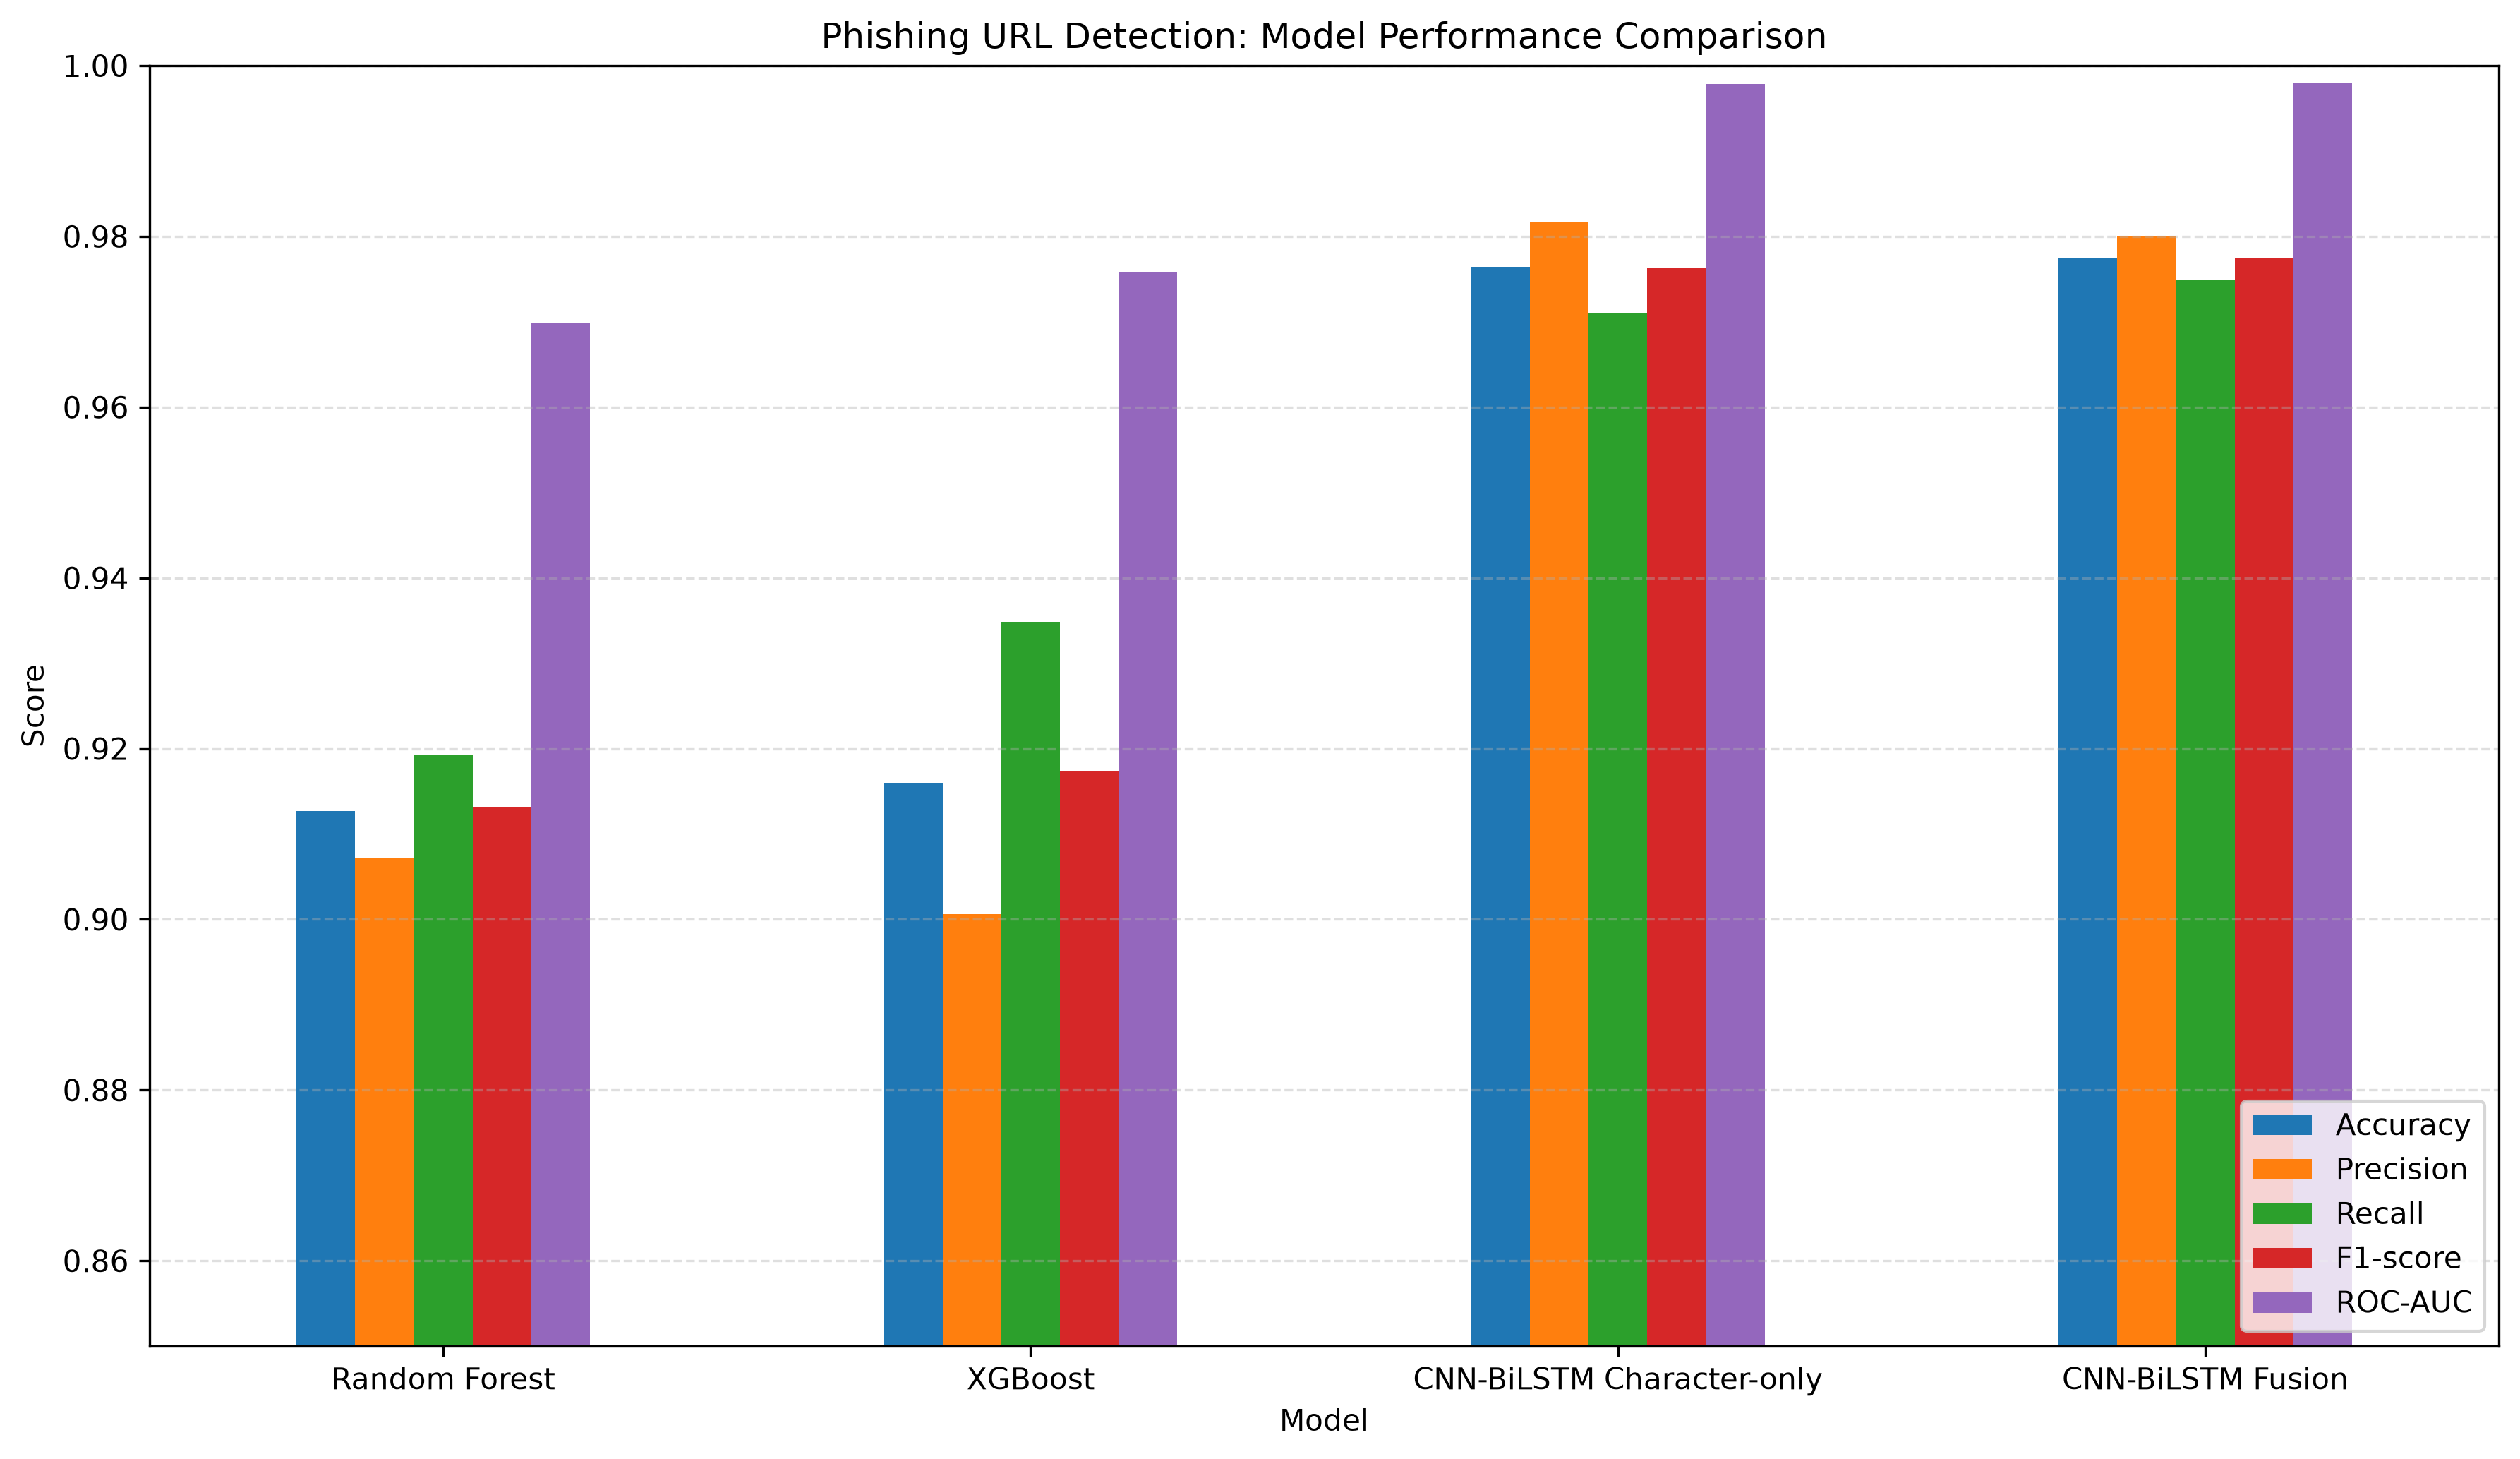 Phishing URL Detection: Model Performance Comparison
1.00
0.98
0.96
0.94
0.92
0.90
0.88
0.86
Score
Accuracy
Precision
Recall
F1-score
ROC-AUC
Random Forest
XGBoost
CNN-BiLSTM Character-only
CNN-BiLSTM Fusion
Model